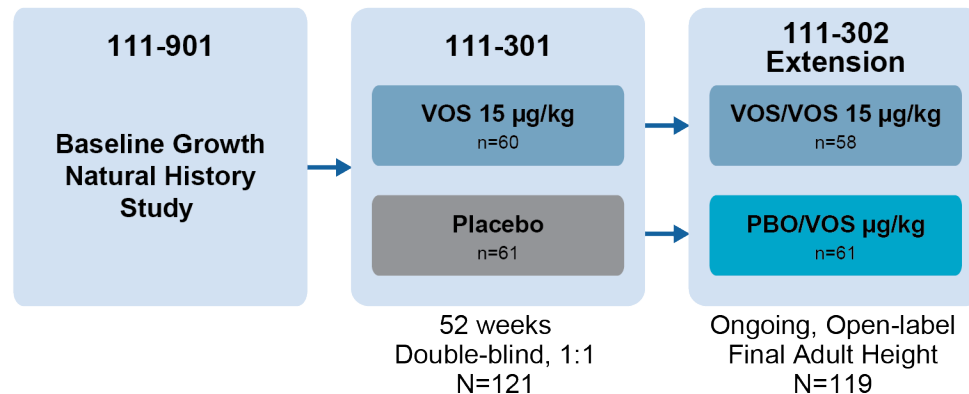 111-901
Baseline Growth
Natural History
Study
111-301
VOS 15 µg/kg
n=60
Placebo
n=61
52 weeks
Double-blind, 1:1
N=121
111-302
Extension
VOS/VOS 15 µg/kg
n=58
PBO/VOS µg/kg
n=61
Ongoing, Open-label
Final Adult Height
N=119